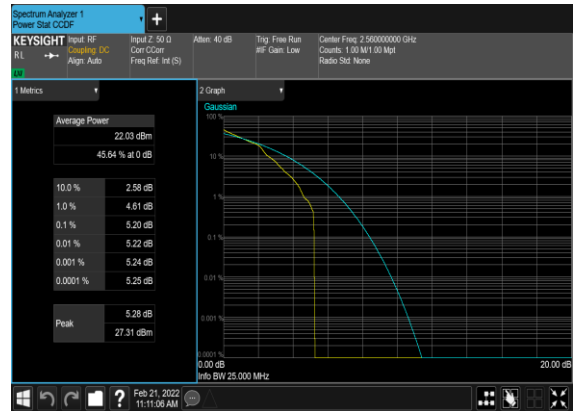 Spectrum Analyzer 1
Power Stat CCDF
KEYSIGHT
RL
LW
Input: RF
Coupling: DC
Align: Auto
Input Z: 50 Ω
Corr CCorr
Freq Ref: Int (S)
Atten: 40 dB
Trig: Free Run
#IF Gain: Low
Center Freq: 2.560000000 GHz
Counts: 1.00 M/1.00 Mpt
Radio Std: None
1 Metrics
Average Power
22.03 dBm
45.64 % at 0 dB
10.0 % 2.58 dB
1.0 % 4.61 dB
0.1 % 5.20 dB
0.01 % 5.22 dB
0.001 % 5.24 dB
0.0001 % 5.25 dB
Peak
5.28 dB
27.31 dBm
2 Graph
Gaussian
100 %
10 %
1 %
0.1 %
0.01 %
0.001 %
0.0001 %
0.00 dB
20.00 dB
Info BW 25.000 MHz
Feb 21, 2022
11:11:06 AM